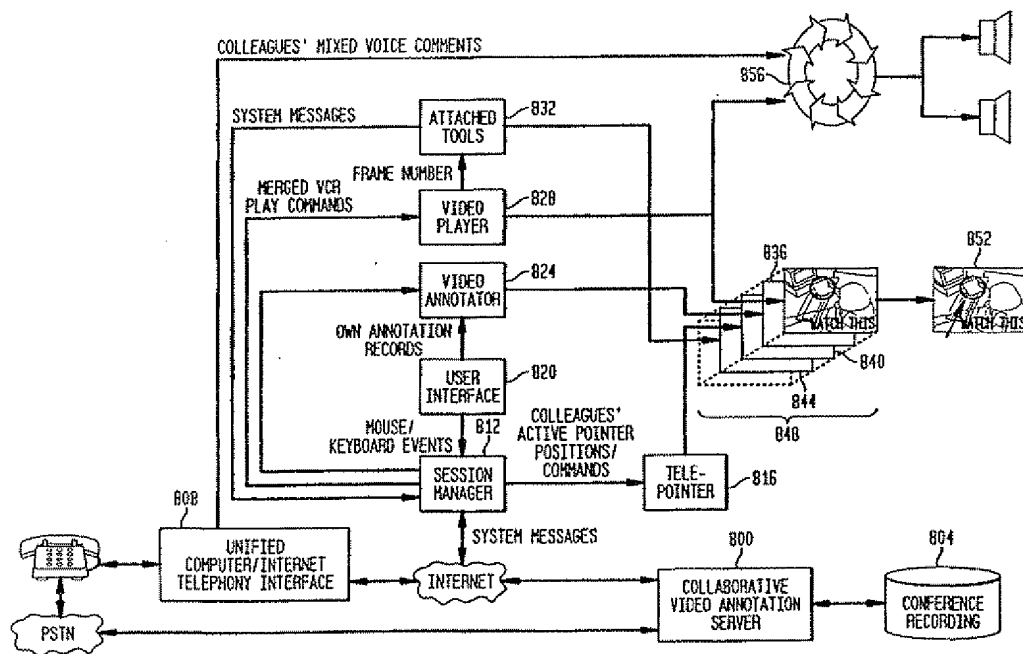 COLLEAGUES' MIXED VOICE COMMENTS
856
SYSTEM MESSAGES
ATTACHED
TOOLS
832
FRAME NUMBER
MERGED VCR
PLAY COMMANDS
VIDEO
PLAYER
828
836
852
VIDEO
ANNOTATOR
824
WATCH THIS
WATCH THIS
OWN ANNOTATION
RECORDS
840
USER
INTERFACE
820
844
848
MOUSE/
KEYBOARD EVENTS
812
COLLEAGUES'
ACTIVE POINTER
POSITIONS/
COMMANDS
SESSION
MANAGER
TELE-
POINTER
816
808
SYSTEM MESSAGES
UNIFIED
COMPUTER/INTERNET
TELEPHONY INTERFACE
INTERNET
800
COLLABORATIVE
VIDEO ANNOTATION
SERVER
804
CONFERENCE
RECORDING
PSTN